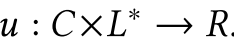 u : C×L* → R.